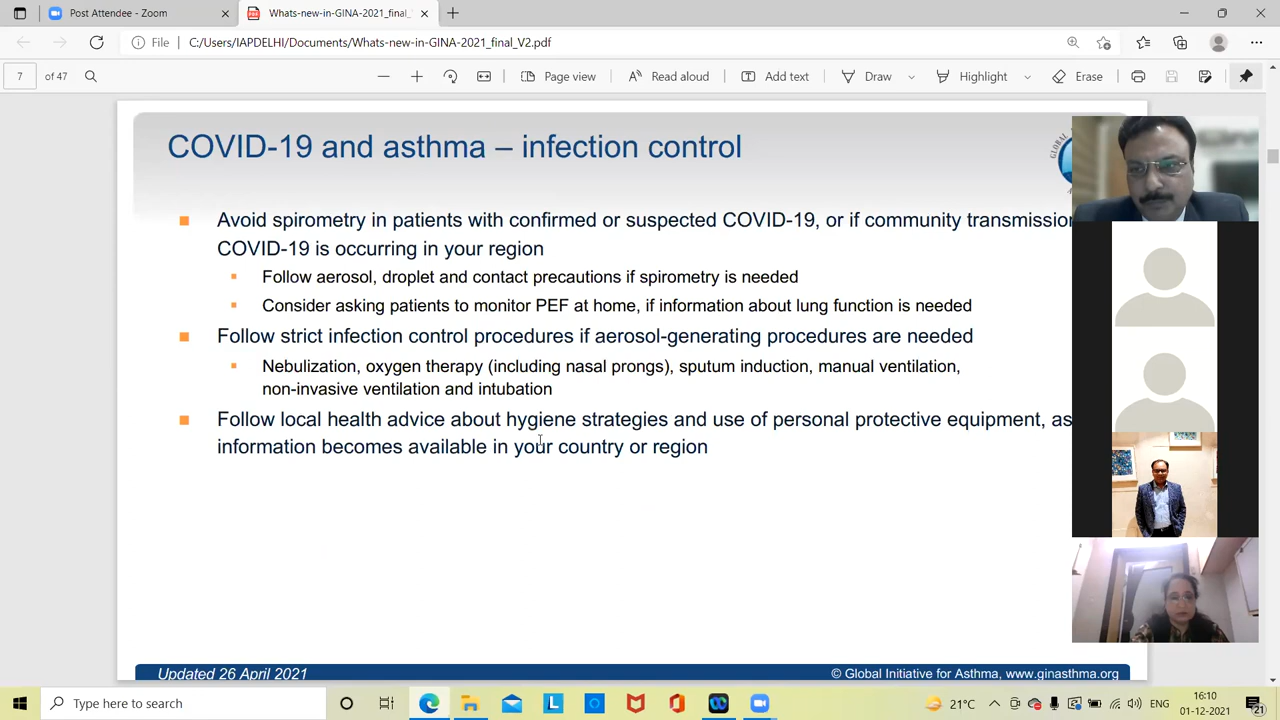 Post Attendee - Zoom
Whats-new-in-GINA-2021_final_
File
C:/Users/IAPDELHI/Documents/Whats-new-in-GINA-2021_final_V2.pdf
7 of 47
Page view
Read aloud
Add text
Draw
Highlight
Erase
COVID-19 and asthma – infection control
GLOBAL
Avoid spirometry in patients with confirmed or suspected COVID-19, or if community transmission
COVID-19 is occurring in your region
Follow aerosol, droplet and contact precautions if spirometry is needed
Consider asking patients to monitor PEF at home, if information about lung function is needed
Follow strict infection control procedures if aerosol-generating procedures are needed
Nebulization, oxygen therapy (including nasal prongs), sputum induction, manual ventilation,
non-invasive ventilation and intubation
Follow local health advice about hygiene strategies and use of personal protective equipment, as
information becomes available in your country or region
Updated 26 April 2021
© Global Initiative for Asthma, www.ginasthma.org
Type here to search
21°C
ENG
16:10
01-12-2021
21